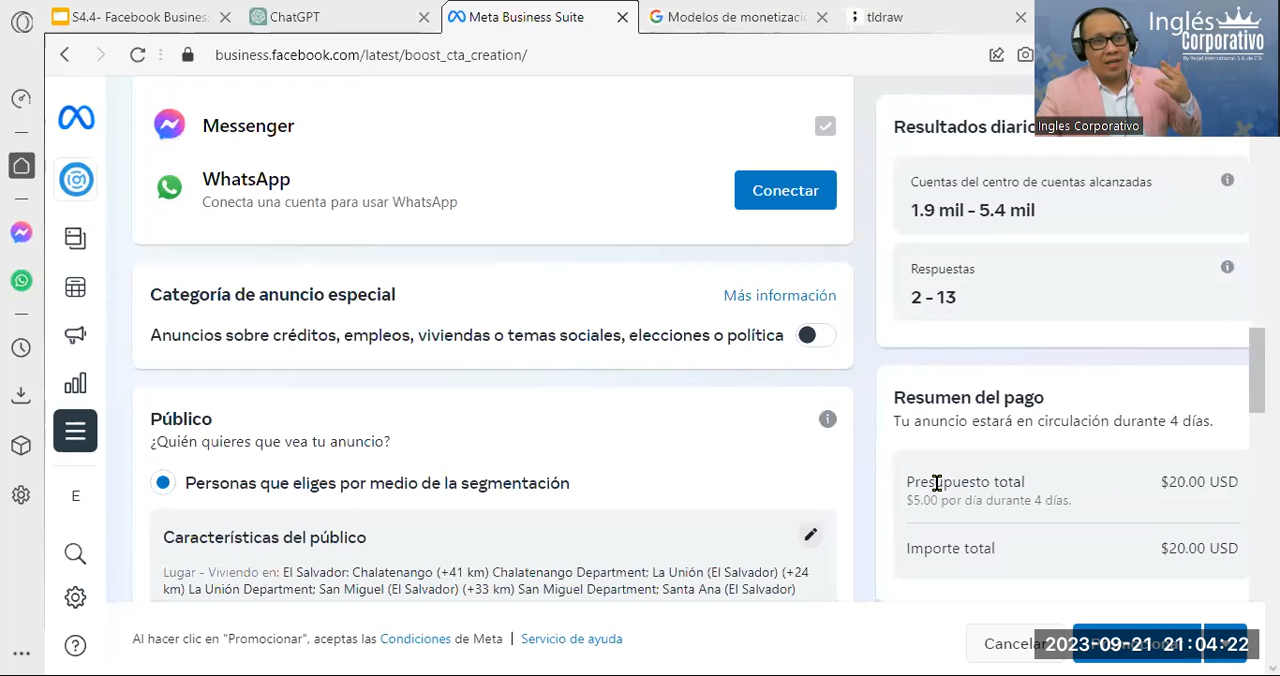 S4.4- Facebook Busines
ChatGPT
Meta Business Suite
Modelos de monetizaci
tldraw
business.facebook.com/latest/boost_cta_creation/
Inglés
Corporativo
Ingles Corporativo
Messenger
WhatsApp
Conecta una cuenta para usar WhatsApp
Conectar
Categoría de anuncio especial
Más información
Anuncios sobre créditos, empleos, viviendas o temas sociales, elecciones o política
Público
¿Quién quieres que vea tu anuncio?
Personas que eliges por medio de la segmentación
Características del público
Lugar - Viviendo en: El Salvador: Chalatenango (+41 km) Chalatenango Department; La Unión (El Salvador) (+24
km) La Unión Department; San Miguel (El Salvador) (+33 km) San Miguel Department; Santa Ana (El Salvador)
Resultados diario
Cuentas del centro de cuentas alcanzadas
1.9 mil - 5.4 mil
Respuestas
2 - 13
Resumen del pago
Tu anuncio estará en circulación durante 4 días.
Presupuesto total
$20.00 USD
$5.00 por día durante 4 días.
Importe total
$20.00 USD
E
Al hacer clic en "Promocionar", aceptas las Condiciones de Meta | Servicio de ayuda
Cancelar
2023-09-21 21:04:22